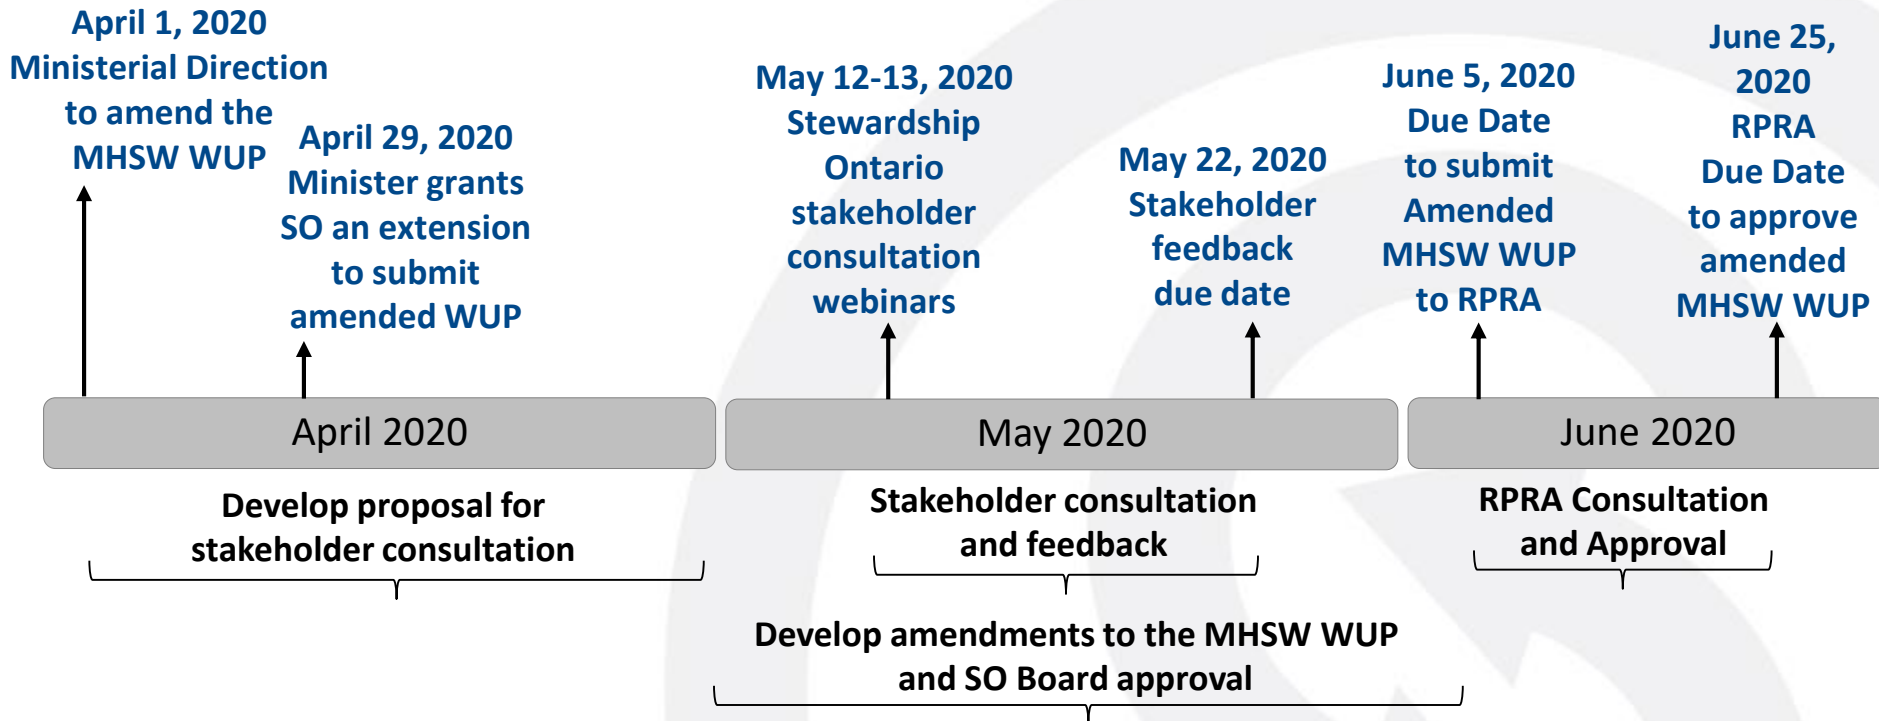 April 1, 2020
Ministerial Direction
to amend the
MHSW WUP
April 29, 2020
Minister grants
SO an extension
to submit
amended WUP
May 12-13, 2020
Stewardship
Ontario
stakeholder
consultation
webinars
May 22, 2020
Stakeholder
feedback
due date
June 5, 2020
Due Date
to submit
Amended
MHSW WUP
to RPRA
June 25,
2020
RPRA
Due Date
to approve
amended
MHSW WUP
April 2020
May 2020
June 2020
Develop proposal for
stakeholder consultation
Stakeholder consultation
and feedback
RPRA Consultation
and Approval
Develop amendments to the MHSW WUP
and SO Board approval